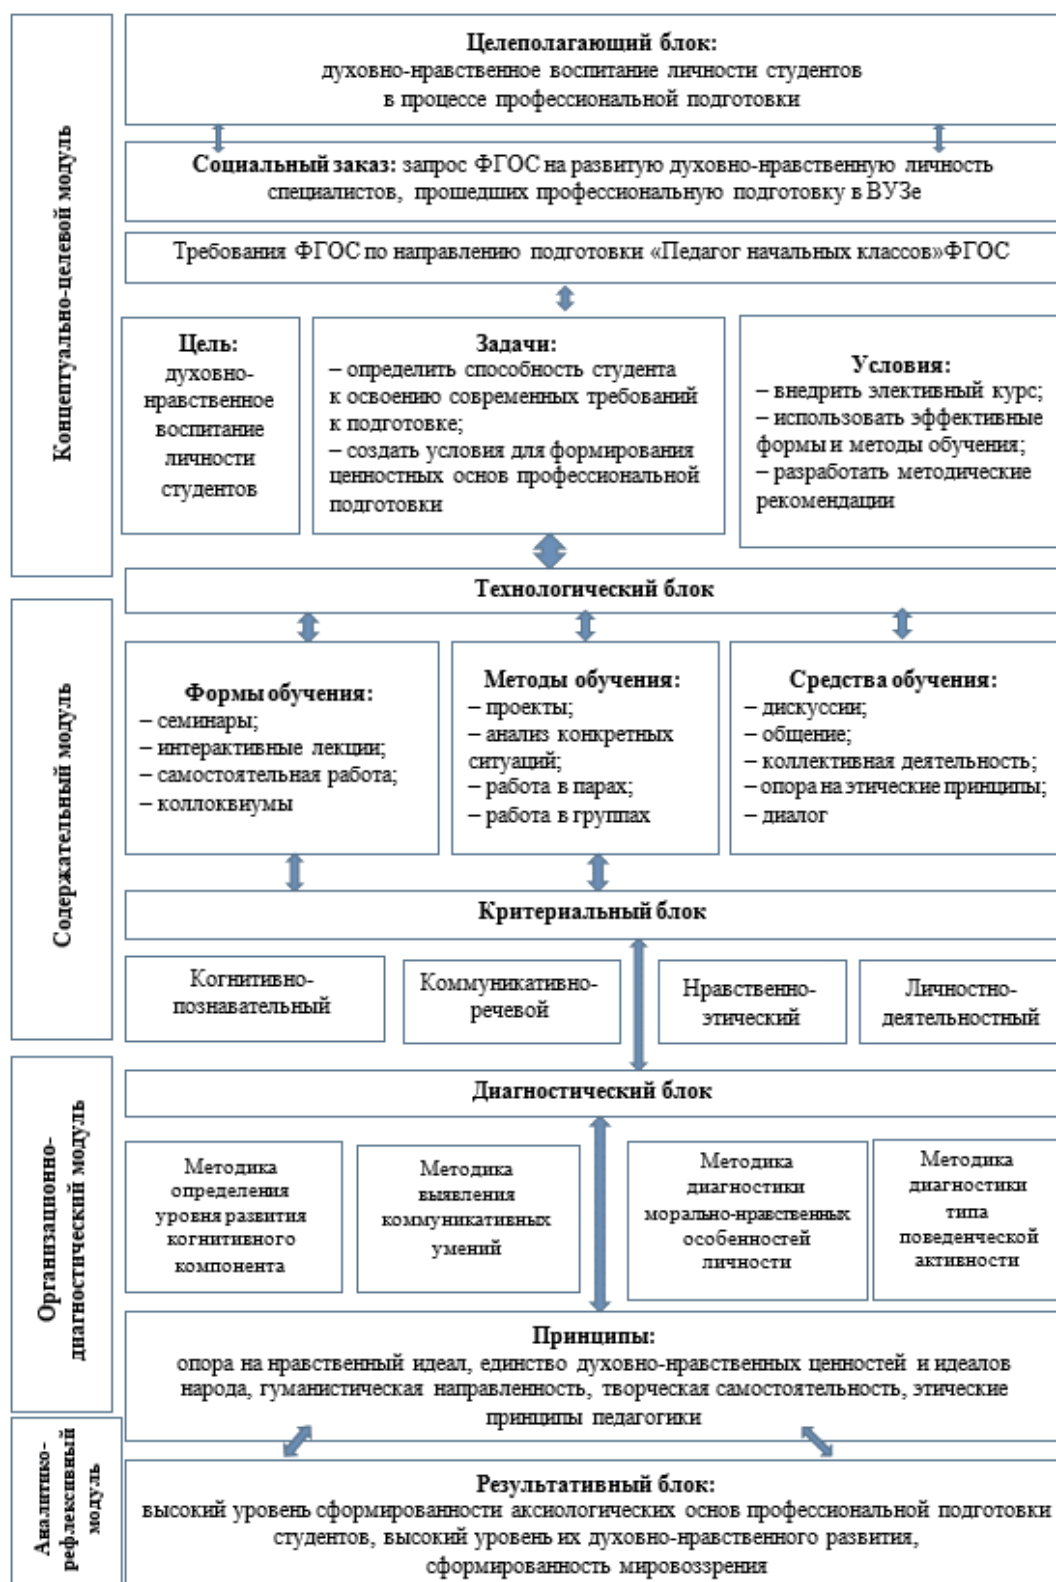 Концептуально-целевой модуль
Целеполагающий блок:
духовно-нравственное воспитание личности студентов
в процессе профессиональной подготовки
Социальный заказ: запрос ФГОС на развитую духовно-нравственную личность
специалистов, прошедших профессиональную подготовку в ВУЗе
Требования ФГОС по направлению подготовки «Педагог начальных классов»ФГОС
Цель:
духовно-
нравственное
воспитание
личности
студентов
Задачи:
– определить способность студента
к освоению современных требований
к подготовке;
– создать условия для формирования
ценностных основ профессиональной
подготовки
Условия:
– внедрить элективный курс;
– использовать эффективные
формы и методы обучения;
– разработать методические
рекомендации
Содержательный модуль
Технологический блок
Формы обучения:
– семинары;
– интерактивные лекции;
– самостоятельная работа;
– коллоквиумы
Методы обучения:
– проекты;
– анализ конкретных
ситуаций;
– работа в парах;
– работа в группах
Средства обучения:
– дискуссии;
– общение;
– коллективная деятельность;
– опора на этические принципы;
– диалог
Критериальный блок
Когнитивно-
познавательный
Коммуникативно-
речевой
Нравственно-
этический
Личностно-
деятельностный
Организационно-
диагностический модуль
Диагностический блок
Методика
определения
уровня развития
когнитивного
компонента
Методика
выявления
коммуникативных
умений
Методика
диагностики
морально-нравственных
особенностей
личности
Методика
диагностики
типа
поведенческой
активности
Принципы:
опора на нравственный идеал, единство духовно-нравственных ценностей и идеалов
народа, гуманистическая направленность, творческая самостоятельность, этические
принципы педагогики
Аналитико-
рефлексивный
модуль
Результативный блок:
высокий уровень сформированности аксиологических основ профессиональной подготовки
студентов, высокий уровень их духовно-нравственного развития,
сформированность мировоззрения